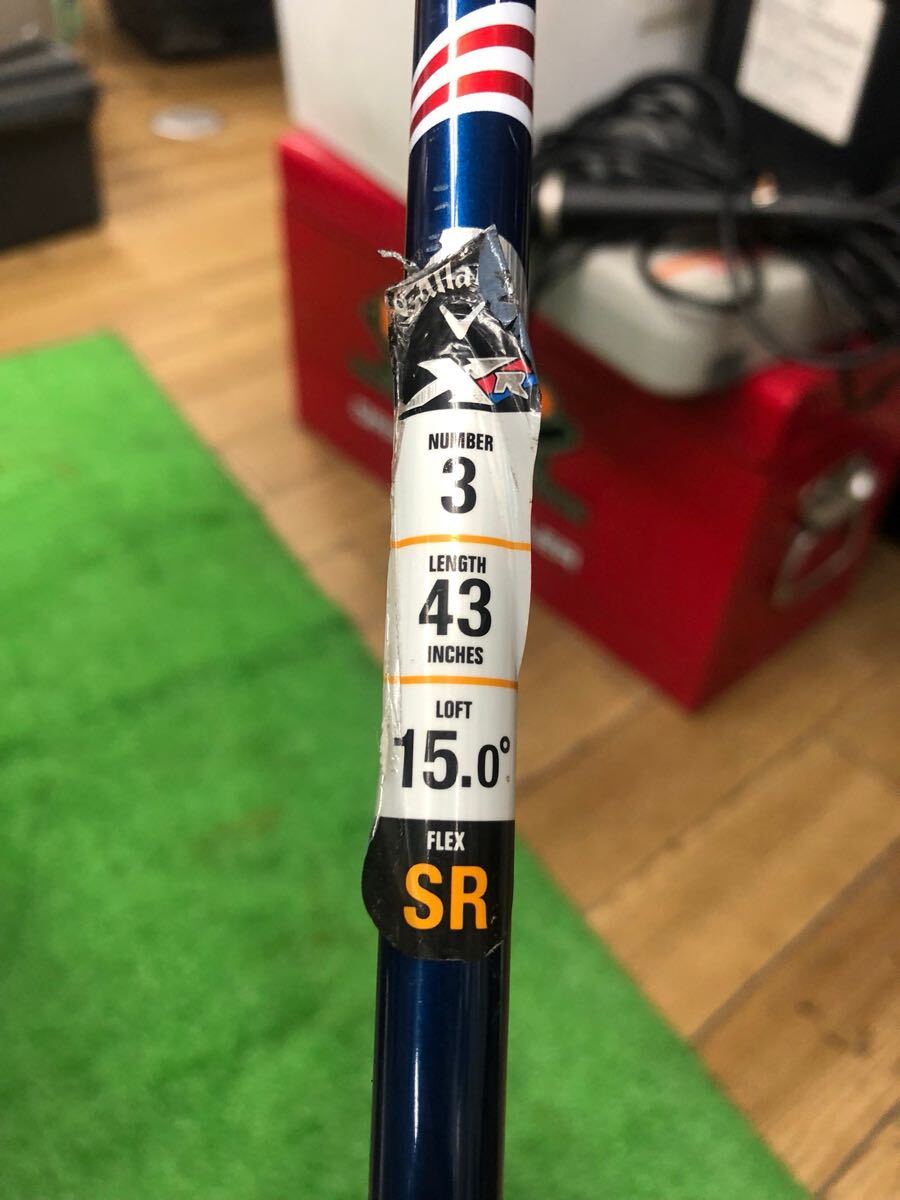 Calla
XR
NUMBER
3
LENGTH
43
INCHES
LOFT
15.0°
FLEX
SR